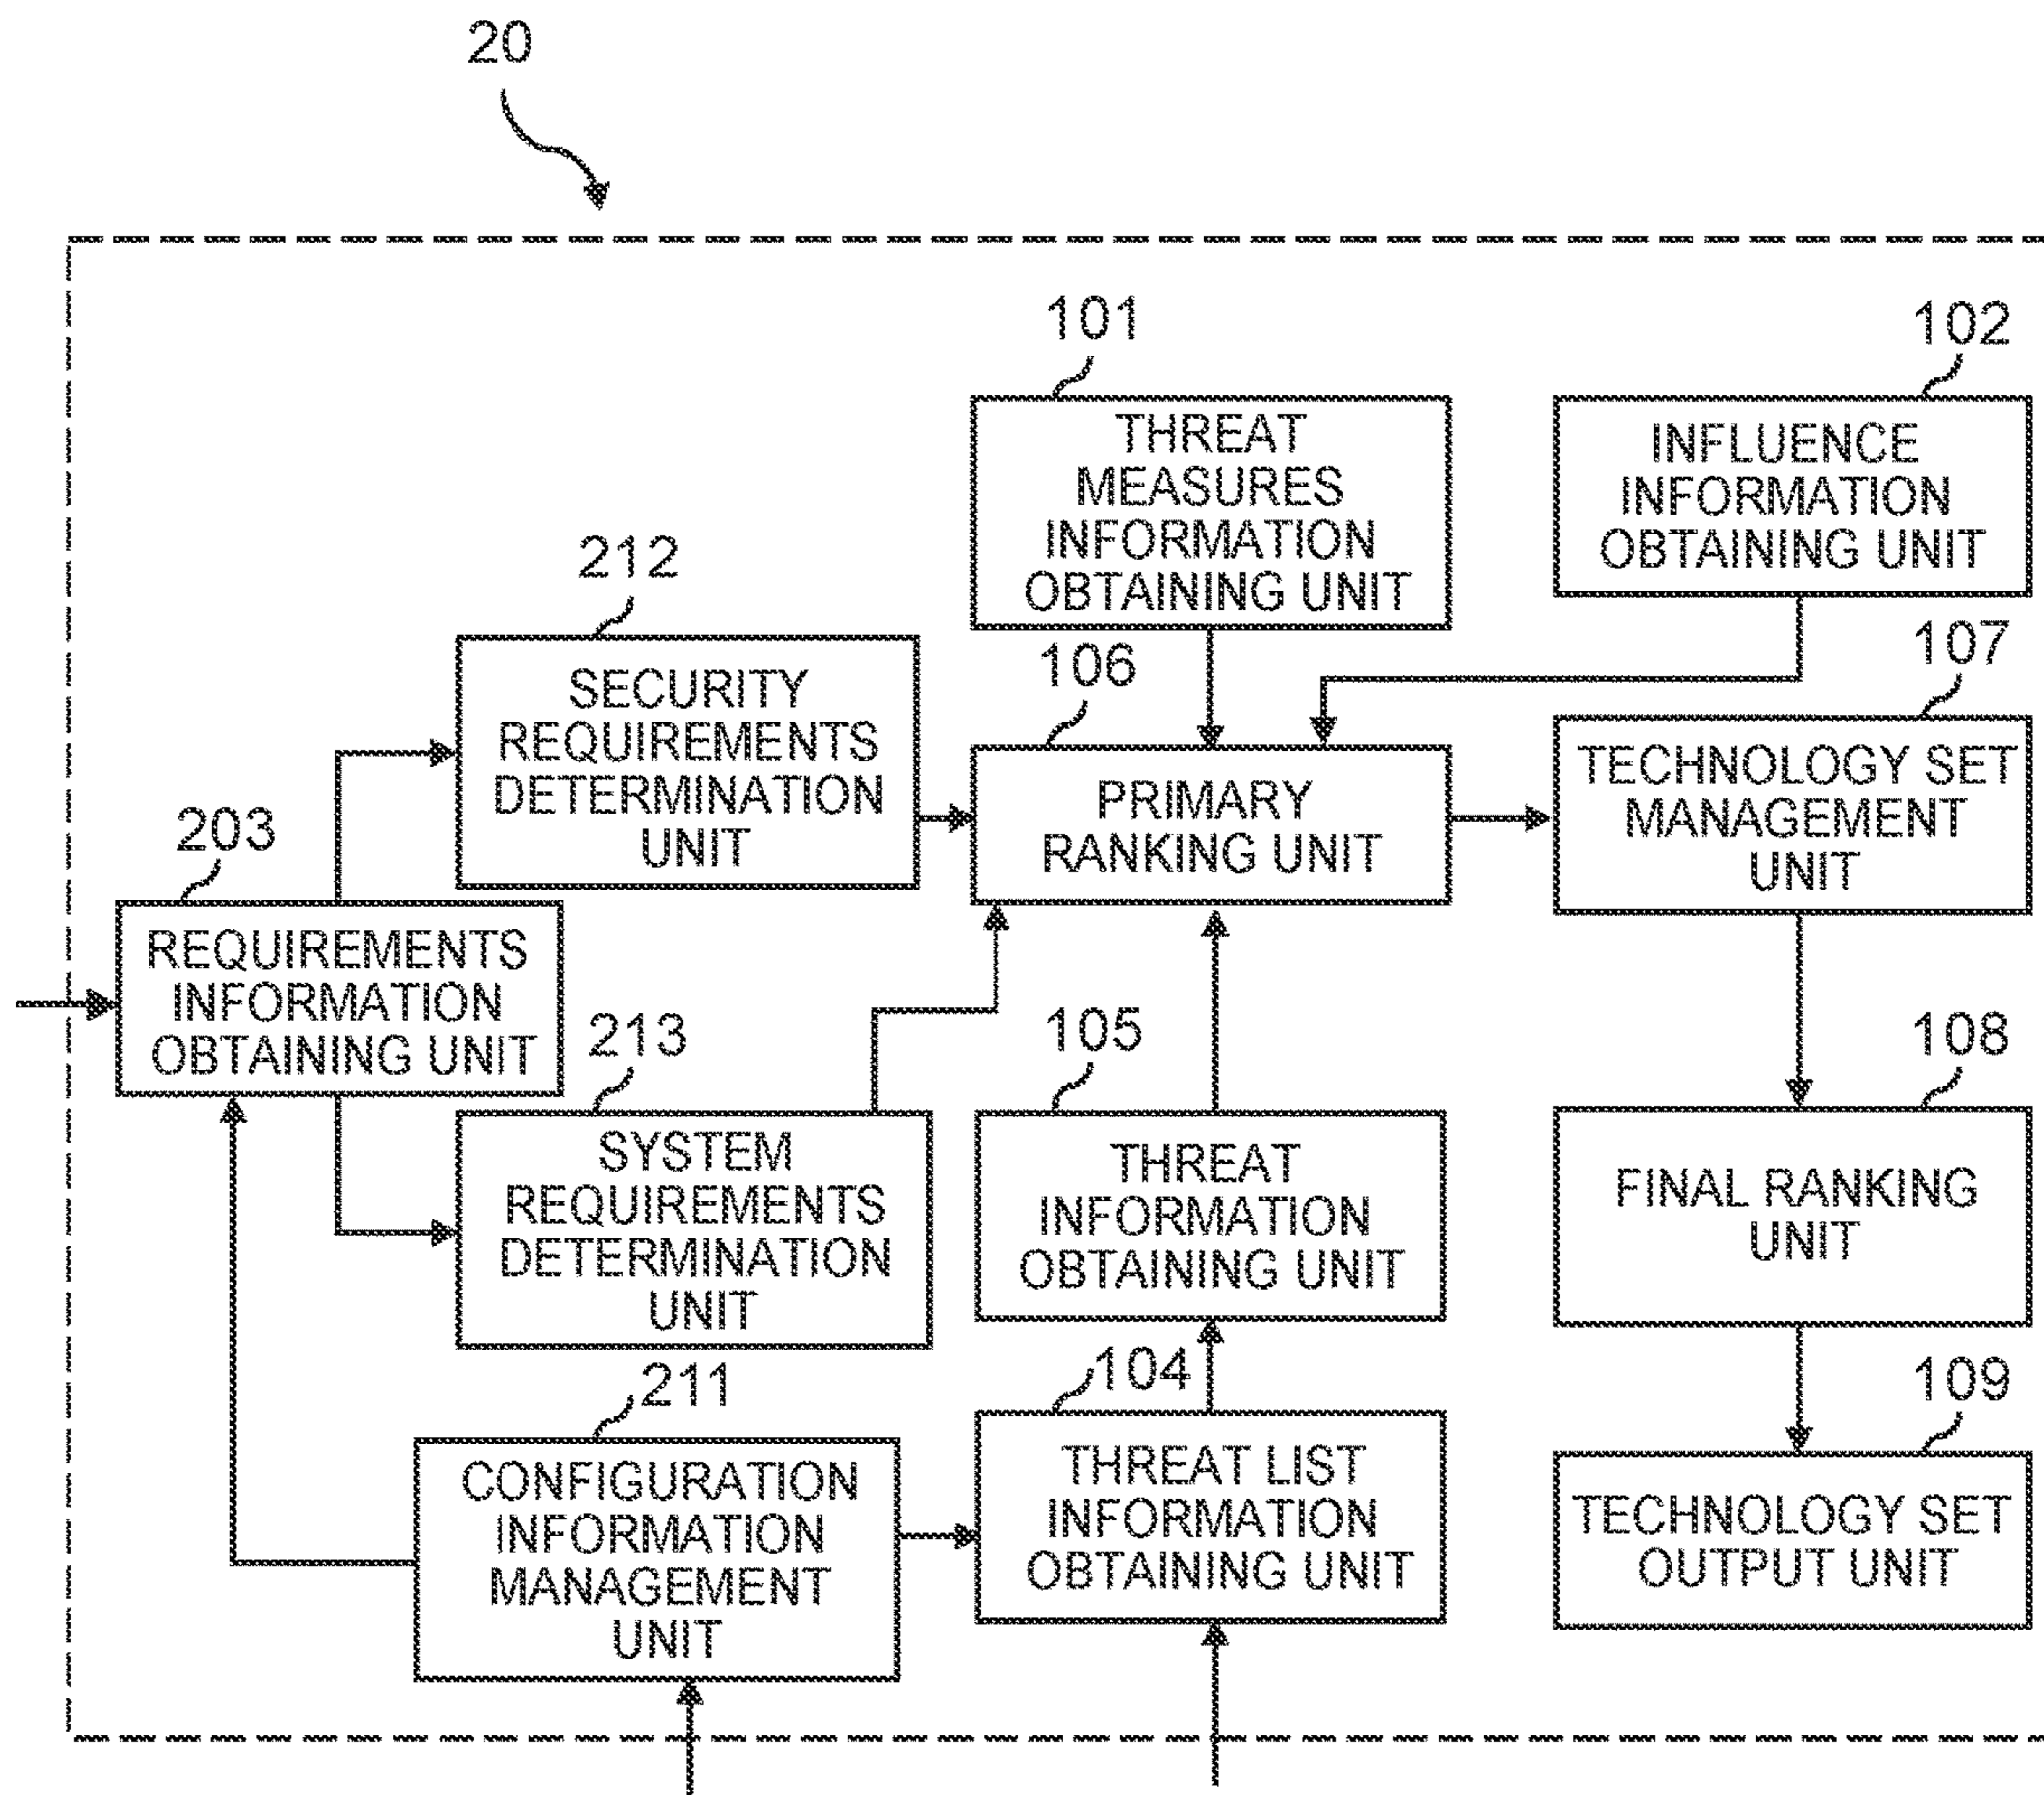 20
101
THREAT
MEASURES
INFORMATION
OBTAINING UNIT
102
INFLUENCE
INFORMATION
OBTAINING UNIT
212
SECURITY
REQUIREMENTS
DETERMINATION
UNIT
106
PRIMARY
RANKING UNIT
107
TECHNOLOGY SET
MANAGEMENT
UNIT
203
REQUIREMENTS
INFORMATION
OBTAINING UNIT
213
SYSTEM
REQUIREMENTS
DETERMINATION
UNIT
105
THREAT
INFORMATION
OBTAINING UNIT
108
FINAL RANKING
UNIT
211
CONFIGURATION
INFORMATION
MANAGEMENT
UNIT
104
THREAT LIST
INFORMATION
OBTAINING UNIT
109
TECHNOLOGY SET
OUTPUT UNIT